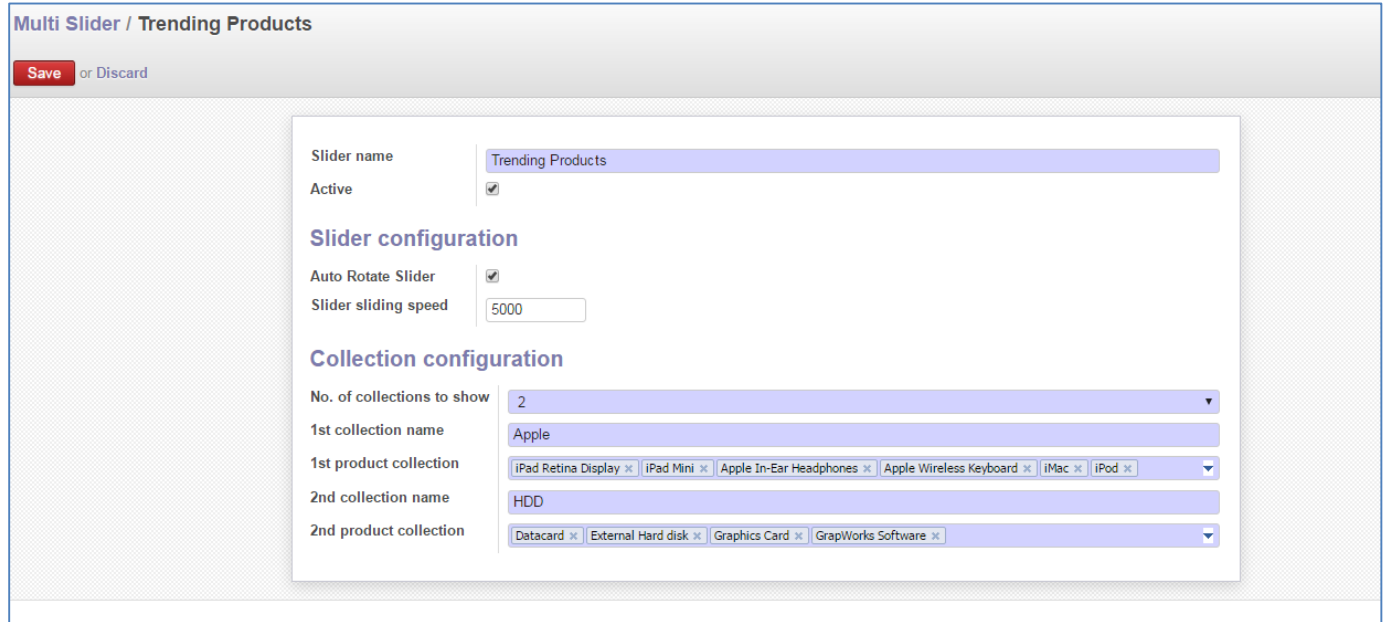 Multi Slider / Trending Products
Save or Discard
Slider name Trending Products
Active
Slider configuration
Auto Rotate Slider
Slider sliding speed 5000
Collection configuration
No. of collections to show 2
1st collection name Apple
1st product collection iPad Retina Display × iPad Mini × Apple In-Ear Headphones × Apple Wireless Keyboard × iMac × iPod ×
2nd collection name HDD
2nd product collection Datacard × External Hard disk × Graphics Card × GrapWorks Software ×